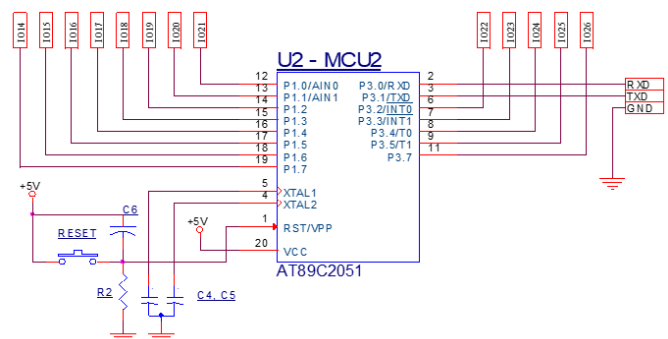 IO14
IO15
IO16
IO17
IO18
IO19
IO20
IO21
IO22
IO23
IO24
IO25
IO26
U2 - MCU2
12 P1.0/AIN0 P3.0/RXD 2 RXD
13 P1.1/AIN1 P3.1/TXD 3 TXD
14 P1.2 P3.2/INT0 6 GND
15 P1.3 P3.3/INT1 7
16 P1.4 P3.4/T0 8
17 P1.5 P3.5/T1 9
18 P1.6 P3.7 11
19 P1.7
5 XTAL1
4 XTAL2
1 RST/VPP
20 VCC
AT89C2051
+5V
C6
RESET
+5V
R2
C4, C5